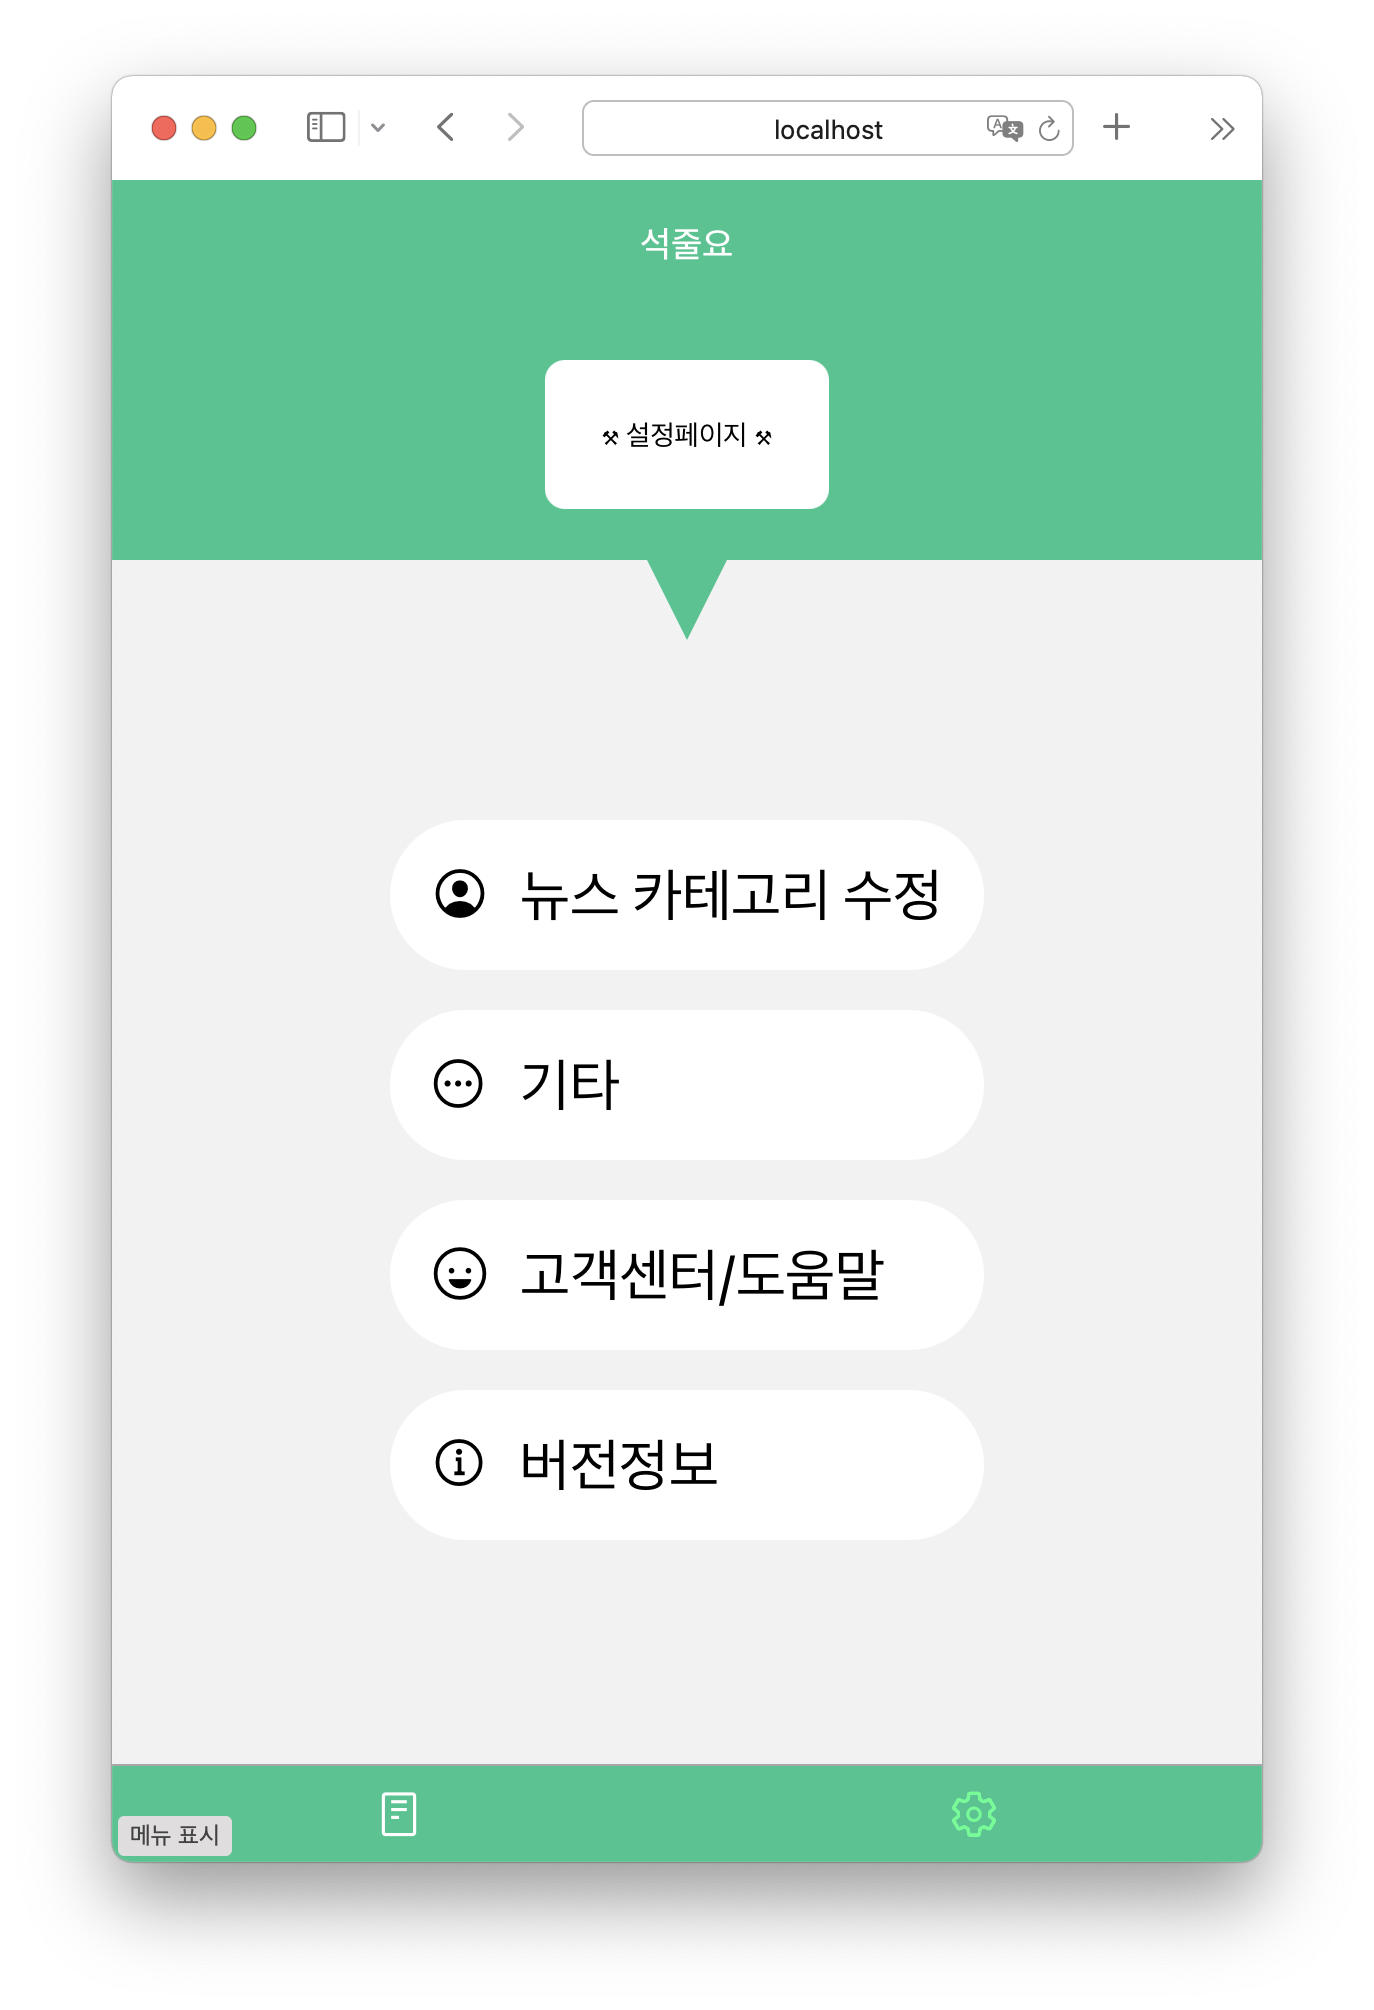 localhost
석줄요
⚒ 설정페이지 ⚒
뉴스 카테고리 수정
기타
고객센터/도움말
버전정보
메뉴 표시